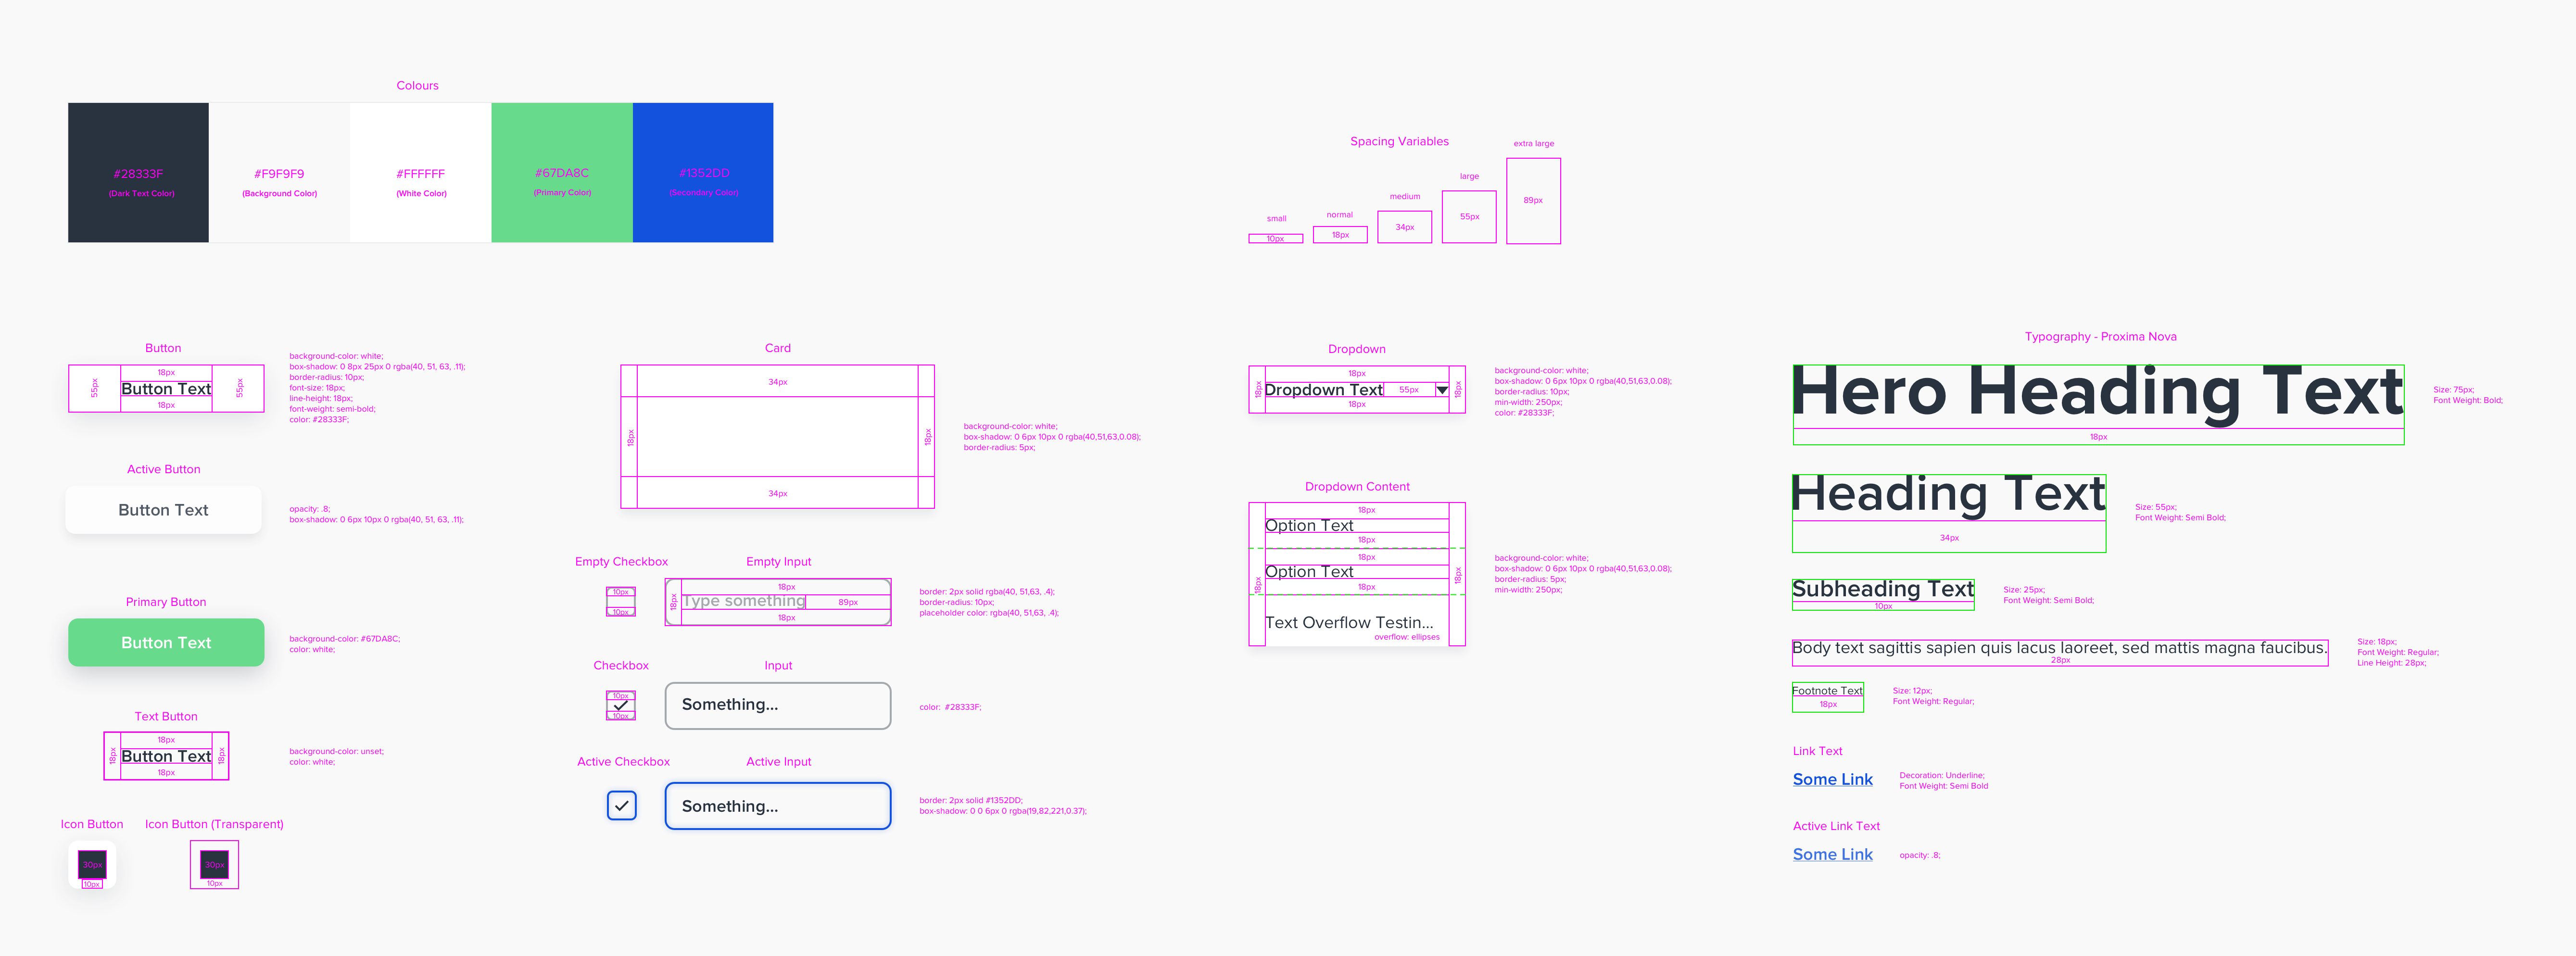 Colours
#28333F
(Dark Text Color)
#F9F9F9
(Background Color)
#FFFFFF
(White Color)
#67DA8C
(Primary Color)
#1352DD
(Secondary Color)
Spacing Variables
small
10px
normal
18px
medium
34px
large
55px
extra large
89px
Button
55px
18px
Button Text
18px
55px
background-color: white;
box-shadow: 0 8px 25px 0 rgba(40, 51, 63, .11);
border-radius: 10px;
font-size: 18px;
line-height: 18px;
font-weight: semi-bold;
color: #28333F;
Active Button
Button Text
opacity: .8;
box-shadow: 0 6px 10px 0 rgba(40, 51, 63, .11);
Primary Button
Button Text
background-color: #67DA8C;
color: white;
Text Button
18px
18px
Button Text
18px
18px
background-color: unset;
color: white;
Icon Button
30px
10px
Icon Button (Transparent)
30px
10px
Card
34px
18px
18px
34px
background-color: white;
box-shadow: 0 6px 10px 0 rgba(40,51,63,0.08);
border-radius: 5px;
Empty Checkbox
10px
10px
Empty Input
18px
18px
Type something
89px
18px
border: 2px solid rgba(40, 51,63, .4);
border-radius: 10px;
placeholder color: rgba(40, 51,63, .4);
Checkbox
10px
10px
Input
Something...
color: #28333F;
Active Checkbox
Active Input
Something...
border: 2px solid #1352DD;
box-shadow: 0 0 6px 0 rgba(19,82,221,0.37);
Dropdown
18px
18px
Dropdown Text
55px
18px
18px
background-color: white;
box-shadow: 0 6px 10px 0 rgba(40,51,63,0.08);
border-radius: 10px;
min-width: 250px;
color: #28333F;
Dropdown Content
18px
Option Text
18px
18px
Option Text
18px
18px
18px
Text Overflow Testin...
overflow: ellipses
background-color: white;
box-shadow: 0 6px 10px 0 rgba(40,51,63,0.08);
border-radius: 5px;
min-width: 250px;
Typography - Proxima Nova
Hero Heading Text
18px
Size: 75px;
Font Weight: Bold;
Heading Text
34px
Size: 55px;
Font Weight: Semi Bold;
Subheading Text
10px
Size: 25px;
Font Weight: Semi Bold;
Body text sagittis sapien quis lacus laoreet, sed mattis magna faucibus.
28px
Size: 18px;
Font Weight: Regular;
Line Height: 28px;
Footnote Text
18px
Size: 12px;
Font Weight: Regular;
Link Text
Some Link
Decoration: Underline;
Font Weight: Semi Bold
Active Link Text
Some Link
opacity: .8;